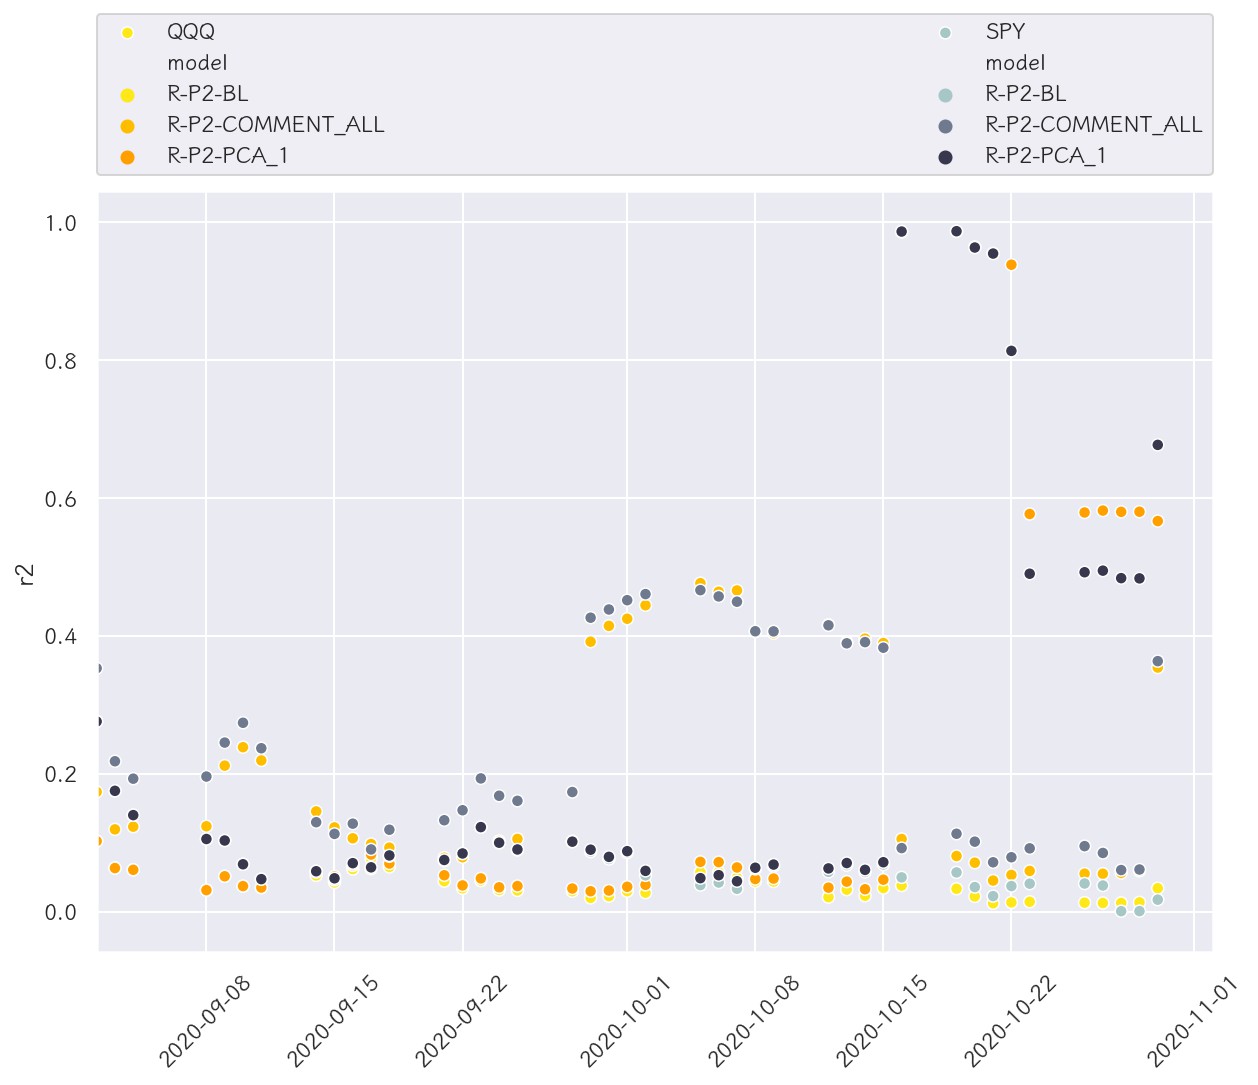 QQQ
model
R-P2-BL
R-P2-COMMENT_ALL
R-P2-PCA_1
SPY
model
R-P2-BL
R-P2-COMMENT_ALL
R-P2-PCA_1
1.0
0.8
0.6
0.4
0.2
0.0
r2
2020-09-08
2020-09-15
2020-09-22
2020-10-01
2020-10-08
2020-10-15
2020-10-22
2020-11-01